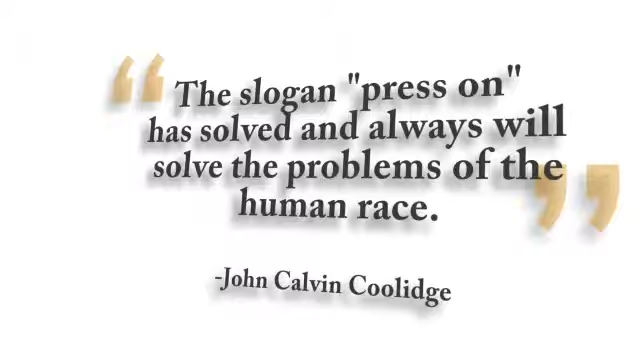 “The slogan "press on"
has solved and always will
solve the problems of the
human race.”
-John Calvin Coolidge